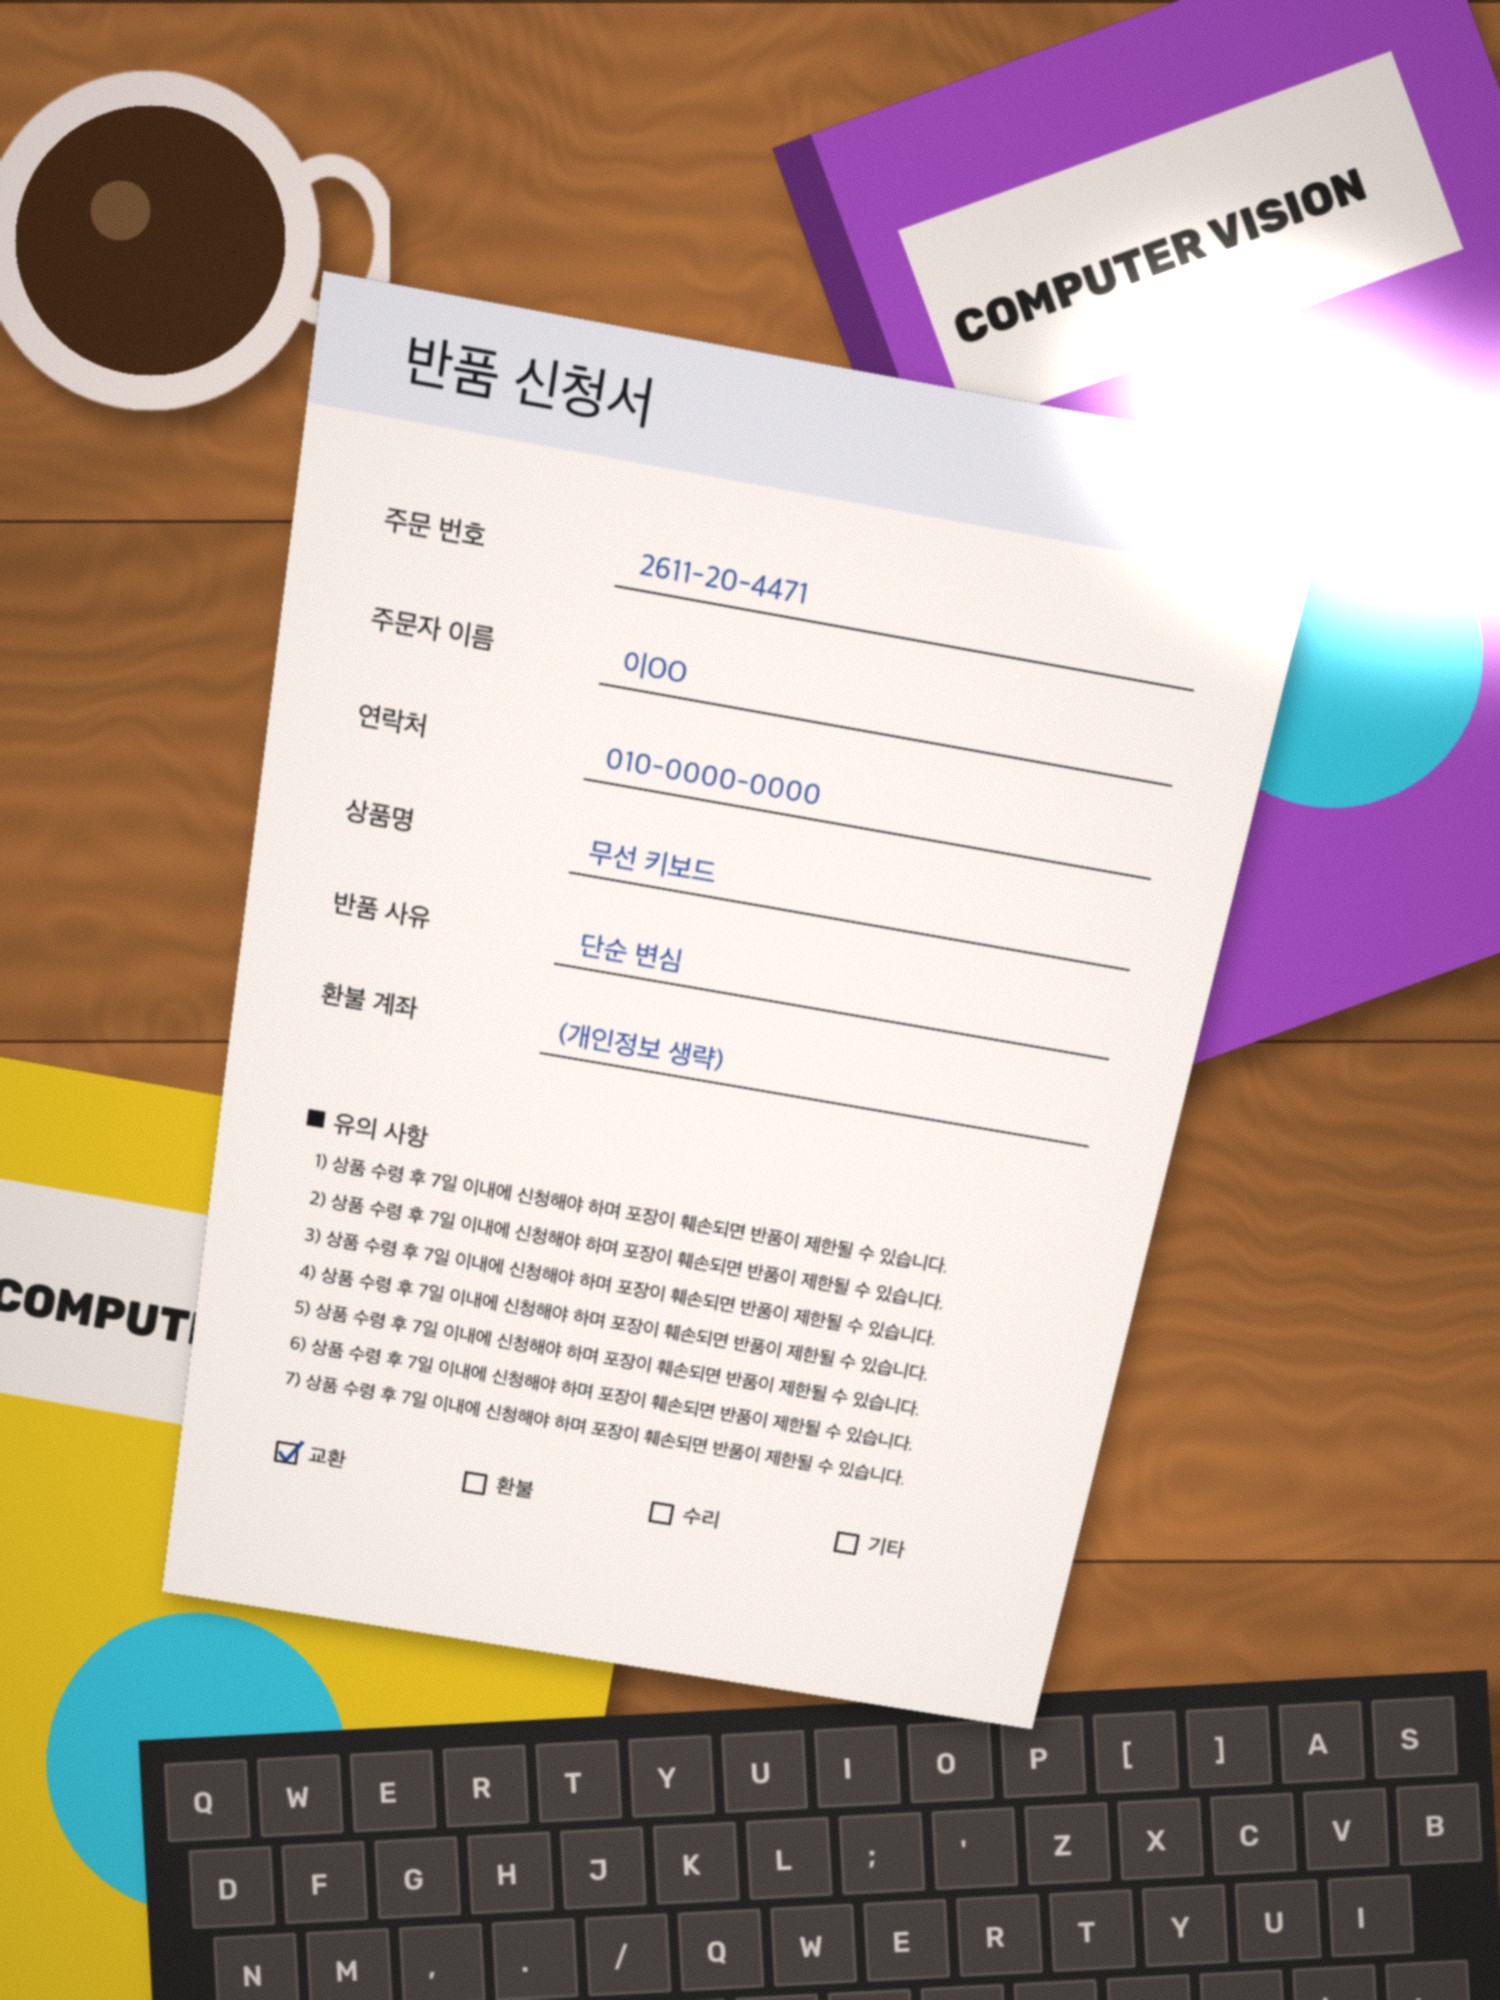 COMPUTER VISION
반품 신청서
주문 번호 2611-20-4471
주문자 이름 이OO
연락처 010-0000-0000
상품명 무선 키보드
반품 사유 단순 변심
환불 계좌 (개인정보 생략)
■ 유의 사항
1) 상품 수령 후 7일 이내에 신청해야 하며 포장이 훼손되면 반품이 제한될 수 있습니다.
2) 상품 수령 후 7일 이내에 신청해야 하며 포장이 훼손되면 반품이 제한될 수 있습니다.
3) 상품 수령 후 7일 이내에 신청해야 하며 포장이 훼손되면 반품이 제한될 수 있습니다.
4) 상품 수령 후 7일 이내에 신청해야 하며 포장이 훼손되면 반품이 제한될 수 있습니다.
5) 상품 수령 후 7일 이내에 신청해야 하며 포장이 훼손되면 반품이 제한될 수 있습니다.
6) 상품 수령 후 7일 이내에 신청해야 하며 포장이 훼손되면 반품이 제한될 수 있습니다.
7) 상품 수령 후 7일 이내에 신청해야 하며 포장이 훼손되면 반품이 제한될 수 있습니다.
☑ 교환 ☐ 환불 ☐ 수리 ☐ 기타
Q W E R T Y U I O P [ ] A S
D F G H J K L ; ' Z X C V B
N M , . / Q W E R T Y U I